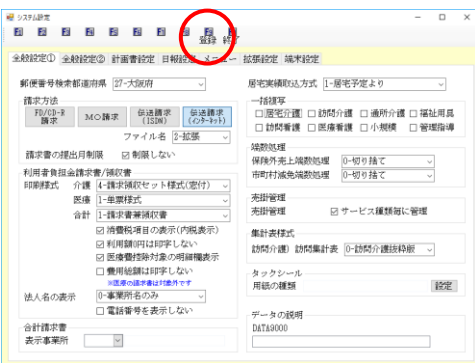 システム設定
登録 終了
全般設定① 全般設定② 計画書設定 日報設定 メニュー 拡張設定 端末設定
郵便番号検索都道府県 27-大阪府
居宅実績取込方式 1-居宅予定より
請求方法
FD/CD-R請求 MO請求 伝送請求(ISDN) 伝送請求(インターネット)
ファイル名 2-拡張
請求書の提出月制限 制限しない
一括複写
居宅介護 訪問介護 通所介護 福祉用具
訪問看護 医療看護 小規模 管理指導
端数処理
保険外売上端数処理 0-切り捨て
市町村減免端数処理 0-切り捨て
利用者負担金請求書/領収書
印刷様式 介護 4-請求領収セット様式(窓付)
医療 1-単票様式
合計 1-請求書兼領収書
消費税項目の表示(内税表示)
利用額0円は印字しない
医療費控除対象の明細欄表示
費用総額は印字しない
※医療の請求書は対象外です
法人名の表示 0-事業所名のみ
電話番号を表示しない
売掛管理
売掛管理 サービス種類毎に管理
集計表様式
訪問介護) 訪問集計表 0-訪問介護抜粋版
タックシール
用紙の種類 設定
合計請求書
表示事業所
データの説明
DATA9000